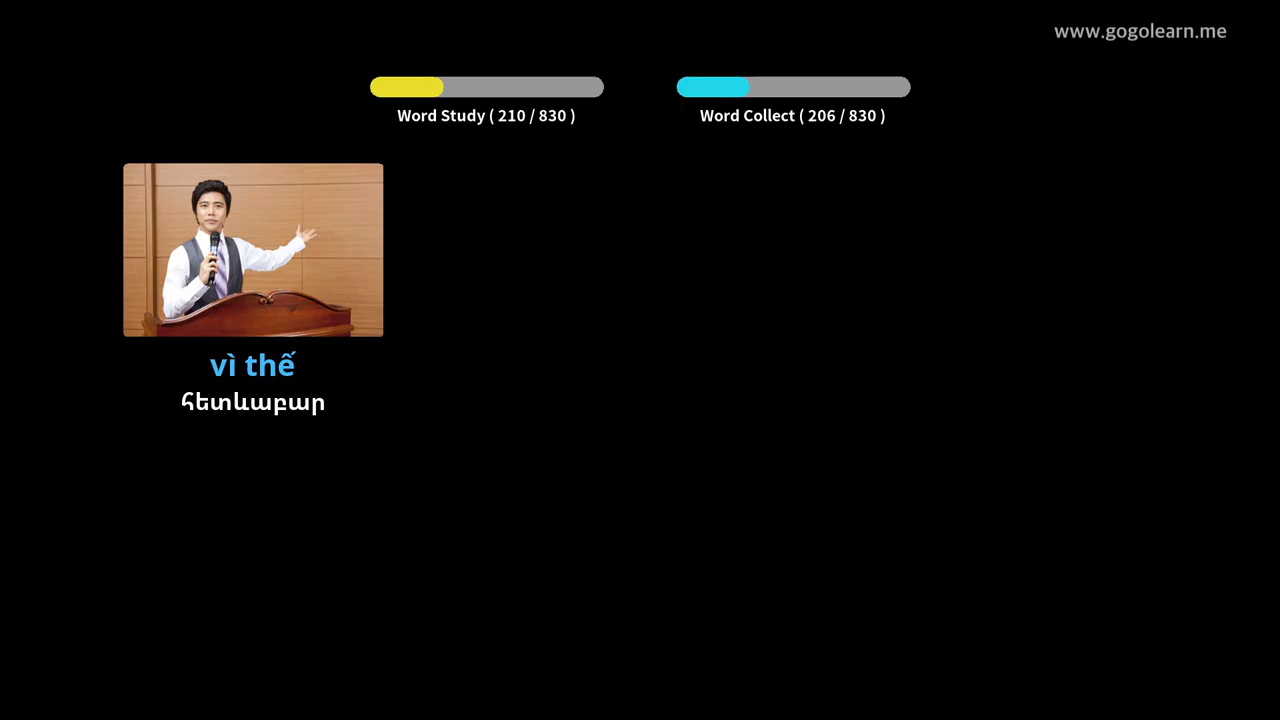 www.gogolearn.me
Word Study ( 210 / 830 )
Word Collect ( 206 / 830 )
vì thế
հետևաբար